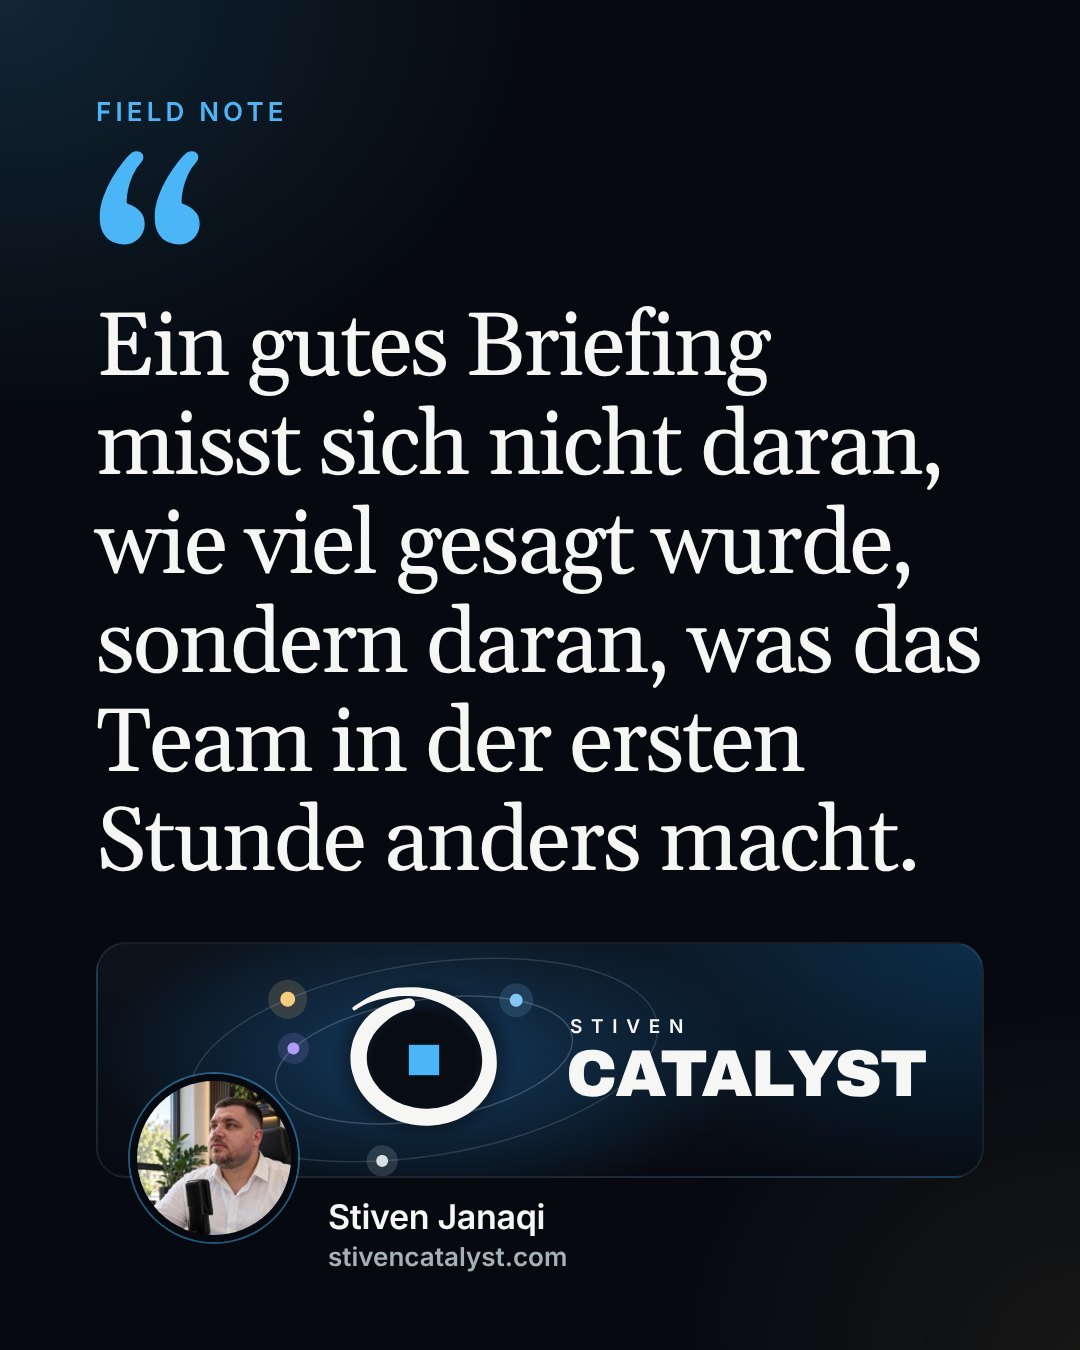 FIELD NOTE
“
Ein gutes Briefing
misst sich nicht daran,
wie viel gesagt wurde,
sondern daran, was das
Team in der ersten
Stunde anders macht.
STIVEN
CATALYST
Stiven Janaqi
stivencatalyst.com